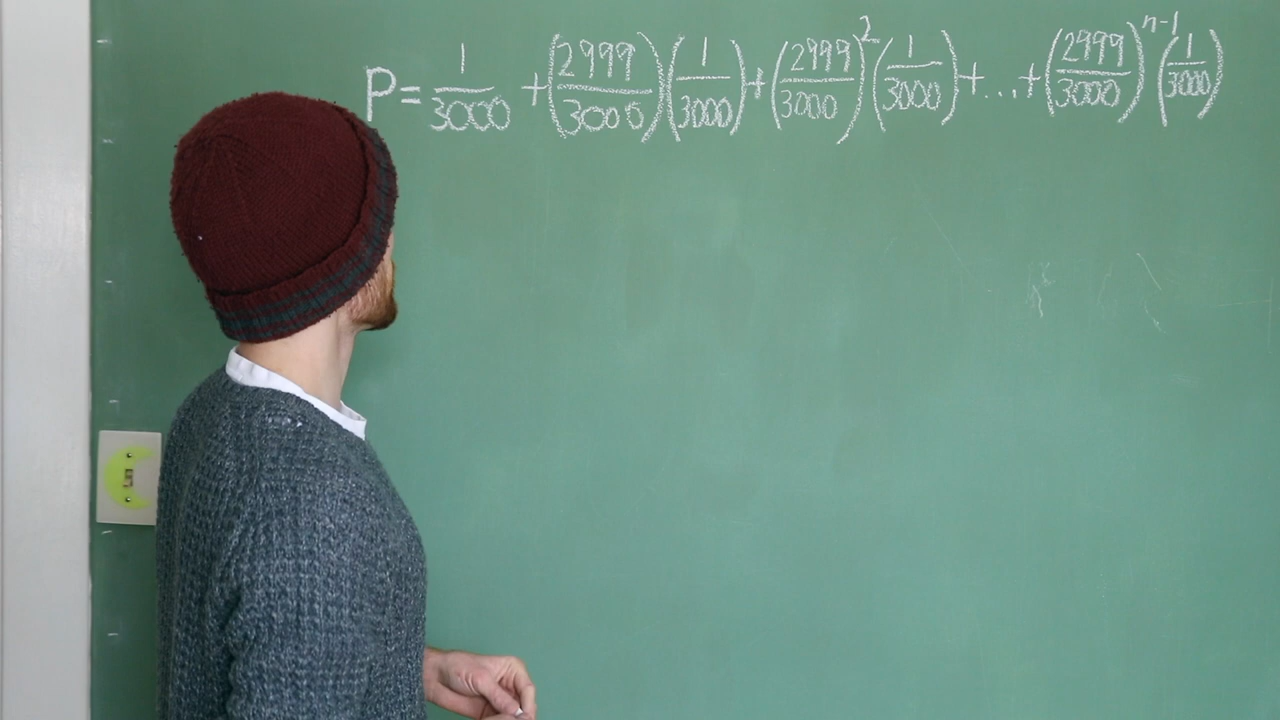 P = 1/3000 + (2999/3000)(1/3000) + (2999/3000)^2(1/3000) + ... + (2999/3000)^{n-1}(1/3000)